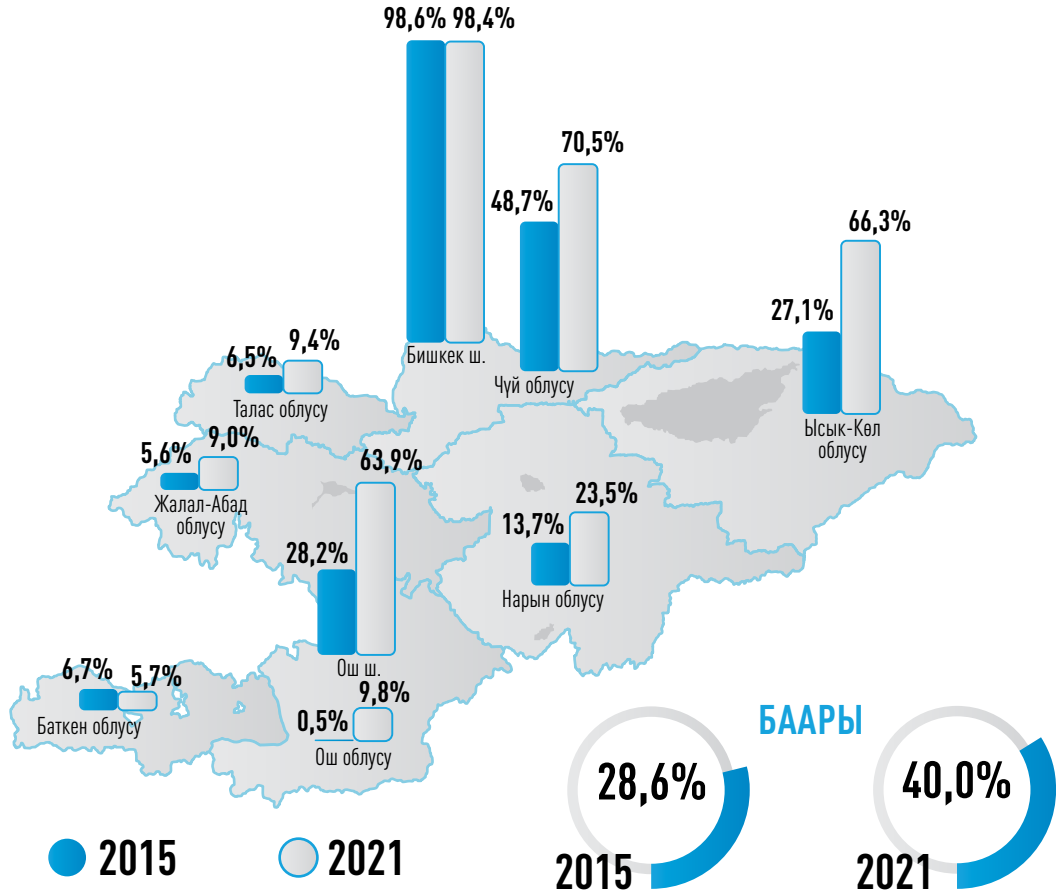 98,6% 98,4%
70,5%
48,7%
66,3%
27,1%
Бишкек ш.
Чүй облусу
9,4%
6,5%
Талас облусу
Ысык-Көл
облусу
9,0%
5,6%
Жалал-Абад
облусу
63,9%
28,2%
Ош ш.
23,5%
13,7%
Нарын облусу
6,7% 5,7%
Баткен облусу
9,8%
0,5%
Ош облусу
БААРЫ
28,6%
2015
40,0%
2021
2015
2021